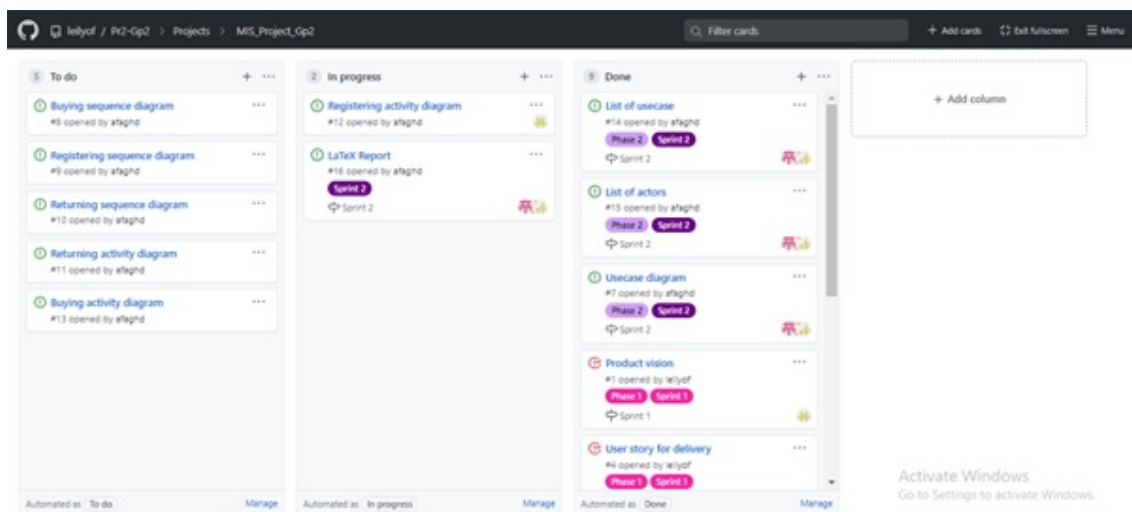 leilyof / Pr2-Gp2 > Projects > MIS_Project_Gp2
Filter cards
+ Add cards
Exit fullscreen
Menu
5 To do
Buying sequence diagram
#8 opened by afaghd
Registering sequence diagram
#9 opened by afaghd
Returning sequence diagram
#10 opened by afaghd
Returning activity diagram
#11 opened by afaghd
Buying activity diagram
#13 opened by afaghd
Automated as To do
Manage
2 In progress
Registering activity diagram
#12 opened by afaghd
LaTeX Report
#16 opened by afaghd
Sprint 2
Sprint 2
Automated as In progress
Manage
9 Done
List of usecase
#14 opened by afaghd
Phase 2 Sprint 2
Sprint 2
List of actors
#15 opened by afaghd
Phase 2 Sprint 2
Sprint 2
Usecase diagram
#7 opened by afaghd
Phase 2 Sprint 2
Sprint 2
Product vision
#1 opened by leilyof
Phase 1 Sprint 1
Sprint 1
User story for delivery
#4 opened by leilyof
Phase 1 Sprint 1
Automated as Done
Manage
+ Add column
Activate Windows
Go to Settings to activate Windows.